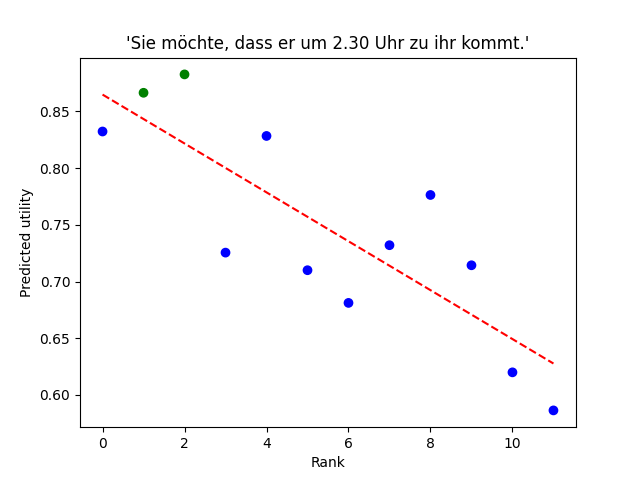 'Sie möchte, dass er um 2.30 Uhr zu ihr kommt.'
0.85
0.80
0.75
0.70
0.65
0.60
Predicted utility
0 2 4 6 8 10
Rank